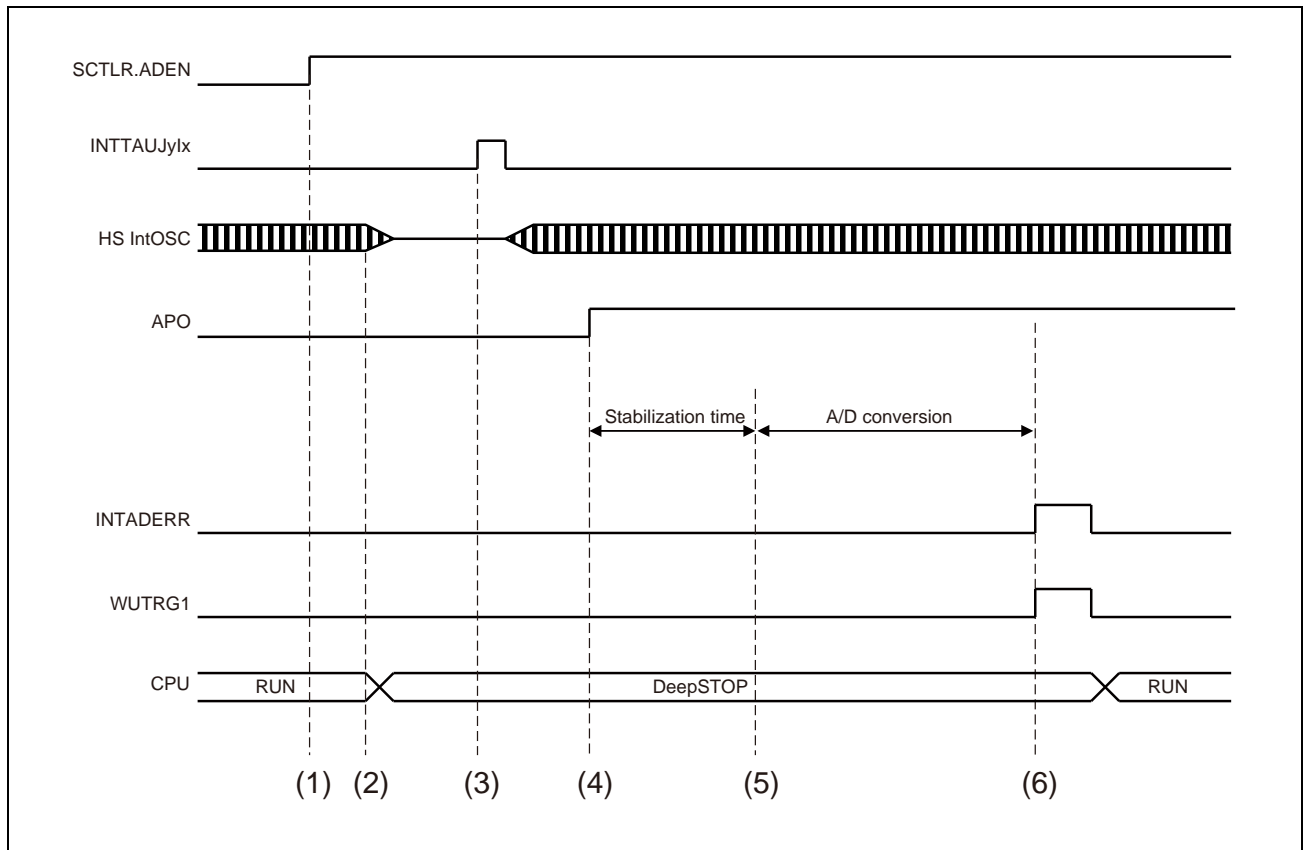 SCTLR.ADEN
INTTAUJyIx
HS IntOSC
APO
Stabilization time
A/D conversion
INTADERR
WUTRG1
CPU
RUN
DeepSTOP
RUN
(1)
(2)
(3)
(4)
(5)
(6)